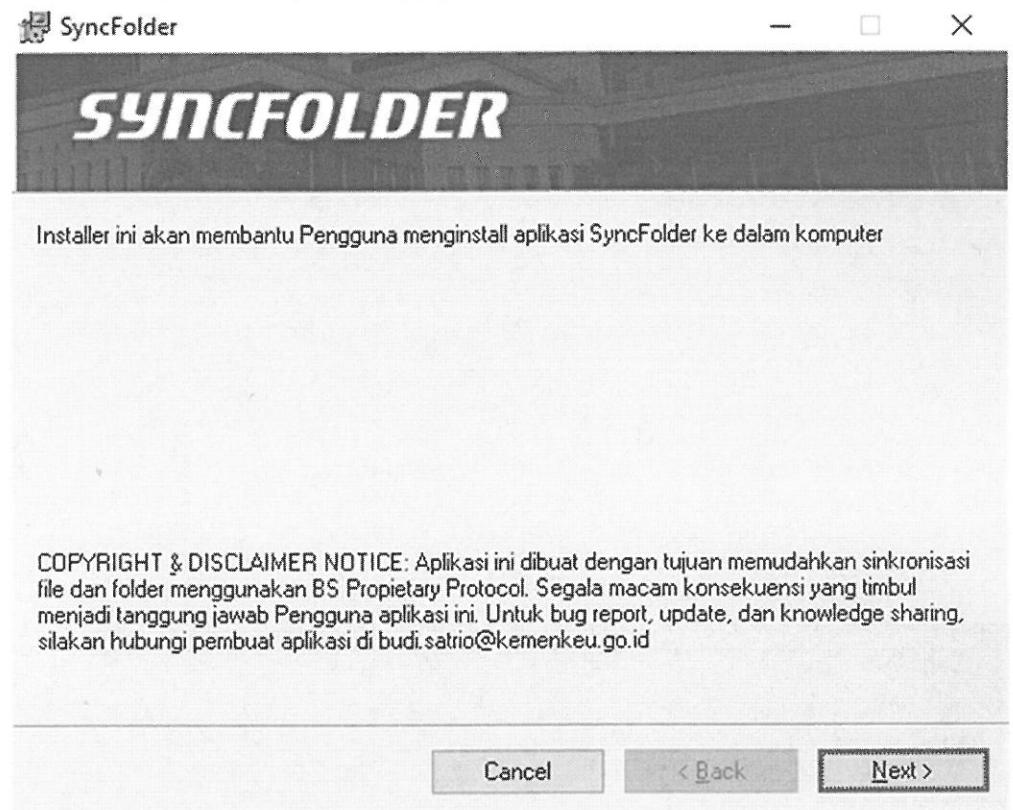 SyncFolder
SYNCFOLDER
Installer ini akan membantu Pengguna menginstall aplikasi SyncFolder ke dalam komputer
COPYRIGHT & DISCLAIMER NOTICE: Aplikasi ini dibuat dengan tujuan memudahkan sinkronisasi
file dan folder menggunakan BS Propietary Protocol. Segala macam konsekuensi yang timbul
menjadi tanggung jawab Pengguna aplikasi ini. Untuk bug report, update, dan knowledge sharing,
silakan hubungi pembuat aplikasi di budi.satrio@kemenkeu.go.id
Cancel
< Back
Next >